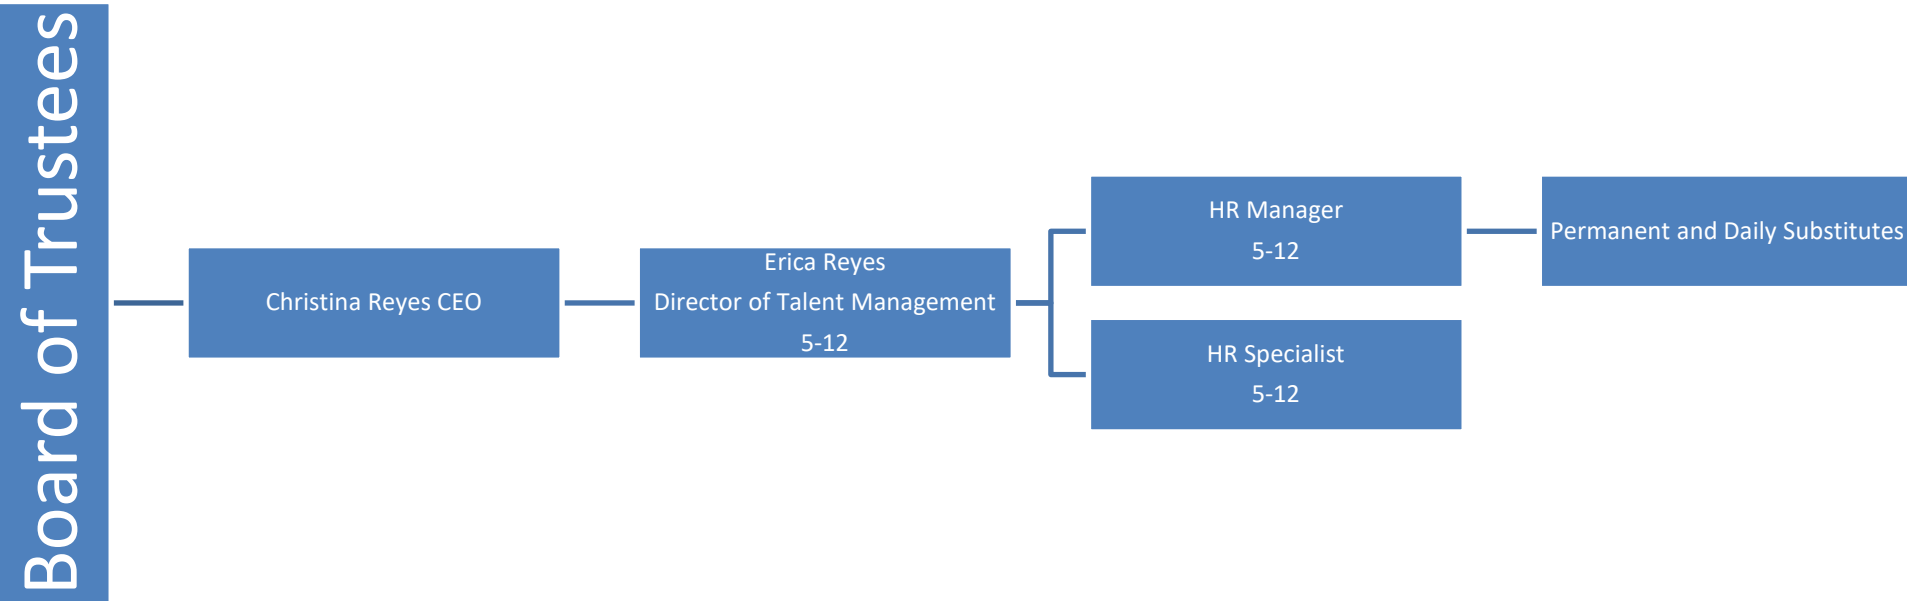 Board of Trustees
Christina Reyes CEO
Erica Reyes
Director of Talent Management
5-12
HR Manager
5-12
HR Specialist
5-12
Permanent and Daily Substitutes